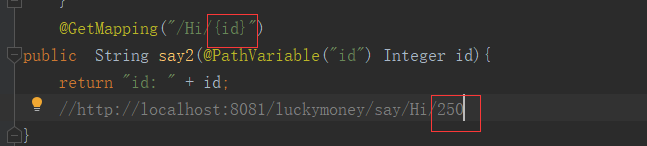 }
@GetMapping("/Hi/{id}")
public  String say2(@PathVariable("id") Integer id){
return "id: " + id;
//http://localhost:8081/luckymoney/say/Hi/250
}